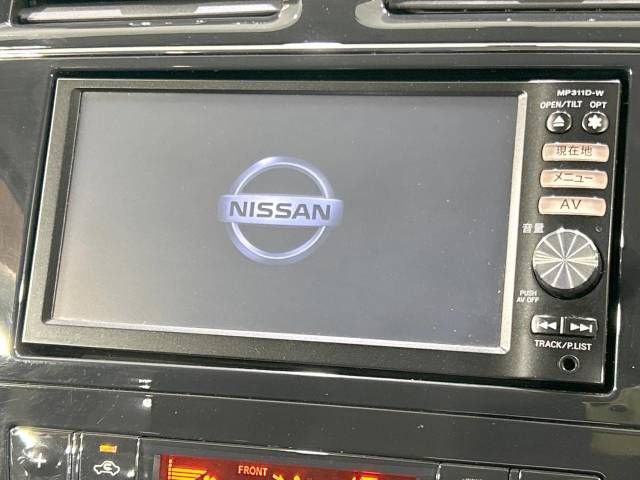 MP311D-W
OPEN/TILT OPT
現在地
メニュー
AV
音量
NISSAN
PUSH
AV OFF
TRACK/P.LIST
FRONT